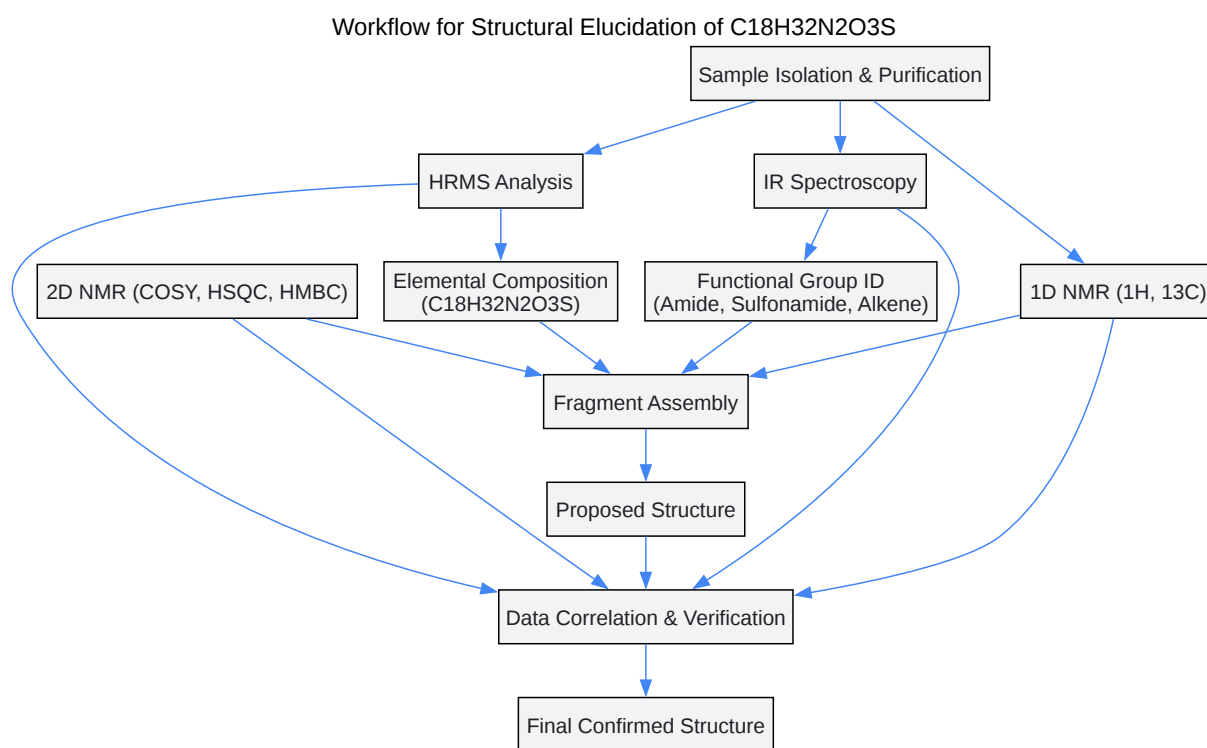 Workflow for Structural Elucidation of C18H32N2O3S
Sample Isolation & Purification
HRMS Analysis
IR Spectroscopy
2D NMR (COSY, HSQC, HMBC)
Elemental Composition
(C18H32N2O3S)
Functional Group ID
(Amide, Sulfonamide, Alkene)
1D NMR (1H, 13C)
Fragment Assembly
Proposed Structure
Data Correlation & Verification
Final Confirmed Structure